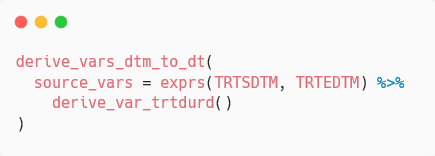 derive_vars_dtm_to_dt(
  source_vars = exprs(TRTSDTM, TRTEDTM) %>%
    derive_var_trtdurd()
)